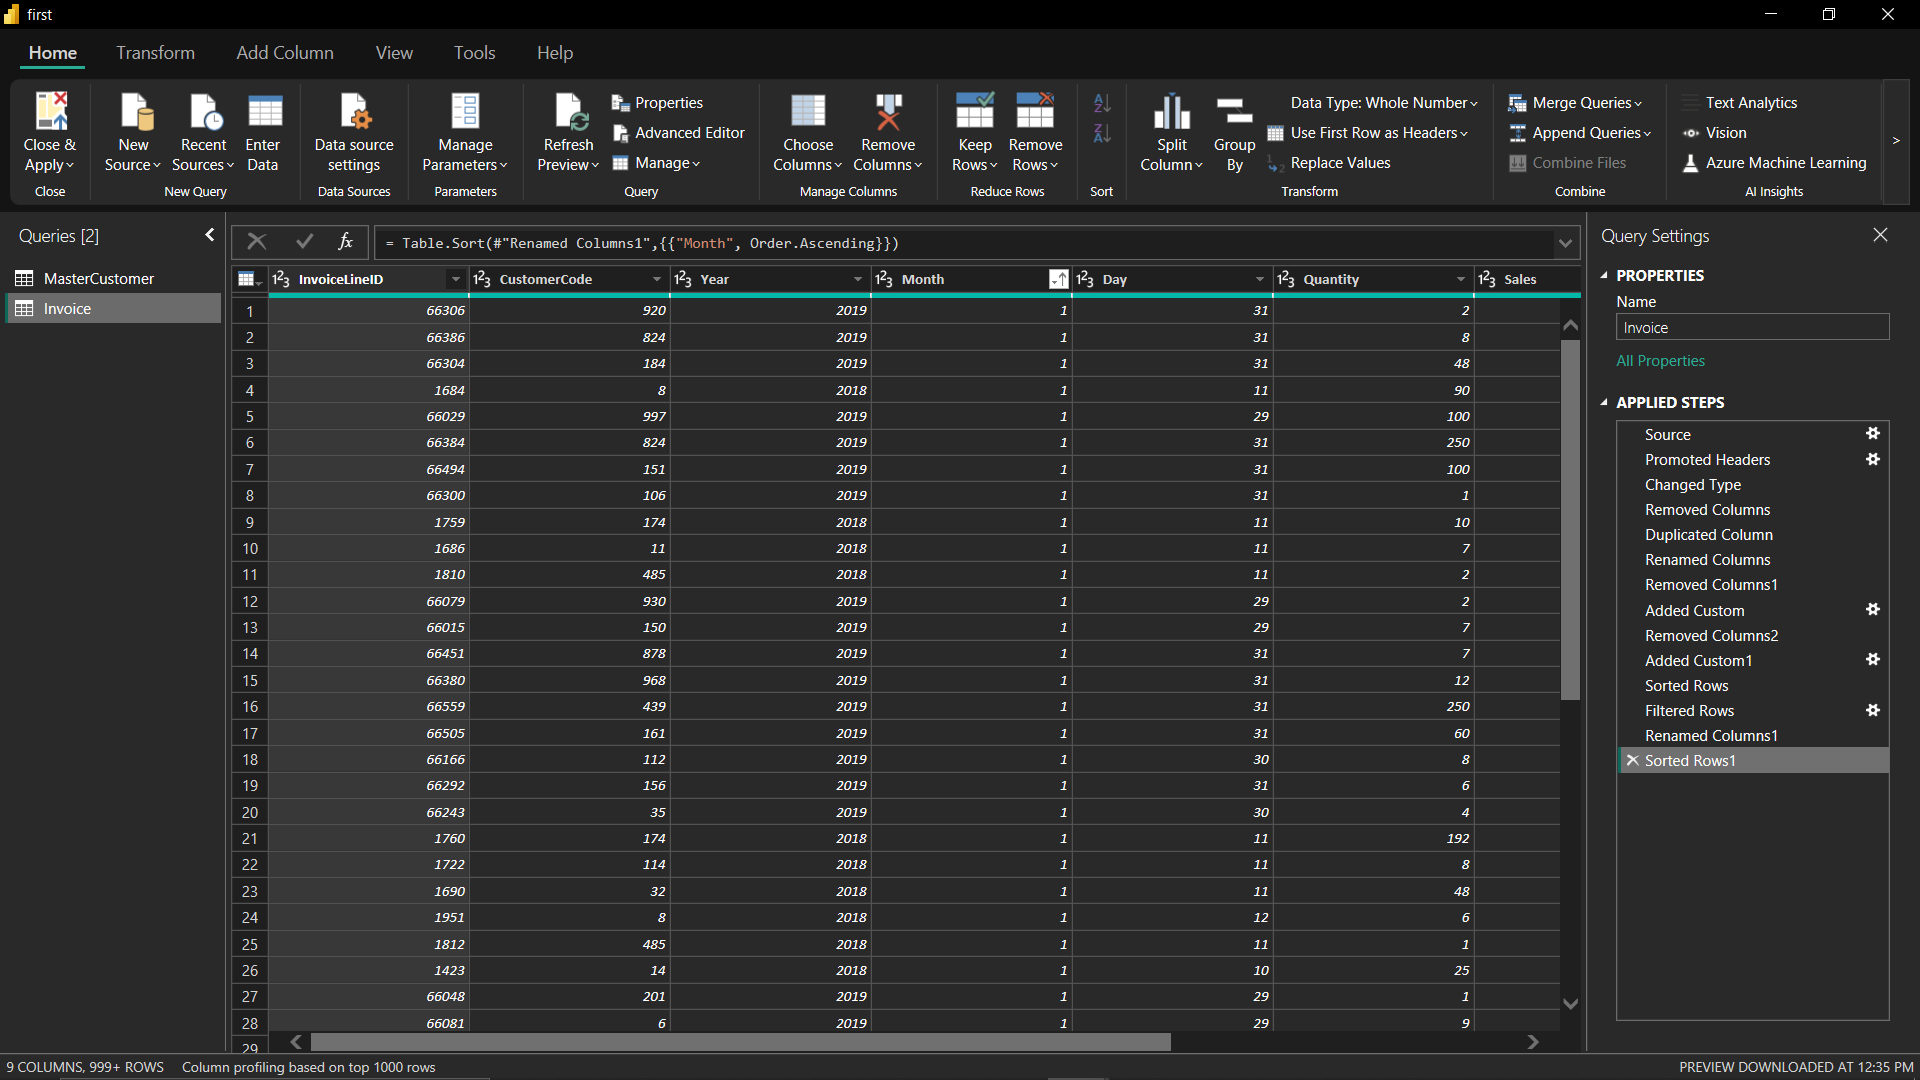 first
Home Transform Add Column View Tools Help
Close & Apply
Close
New Source
Recent Sources
Enter Data
New Query
Data source settings
Data Sources
Manage Parameters
Parameters
Refresh Preview
Properties
Advanced Editor
Manage
Query
Choose Columns
Remove Columns
Manage Columns
Keep Rows
Remove Rows
Reduce Rows
Sort
Split Column
Group By
Data Type: Whole Number
Use First Row as Headers
Replace Values
Transform
Merge Queries
Append Queries
Combine Files
Combine
Text Analytics
Vision
Azure Machine Learning
AI Insights
Queries [2]
MasterCustomer
Invoice
fx = Table.Sort(#"Renamed Columns1",{{"Month", Order.Ascending}})
123 InvoiceLineID 123 CustomerCode 123 Year 123 Month 123 Day 123 Quantity 123 Sales
1 66306 920 2019 1 31 2
2 66386 824 2019 1 31 8
3 66304 184 2019 1 31 48
4 1684 8 2018 1 11 90
5 66029 997 2019 1 29 100
6 66384 824 2019 1 31 250
7 66494 151 2019 1 31 100
8 66300 106 2019 1 31 1
9 1759 174 2018 1 11 10
10 1686 11 2018 1 11 7
11 1810 485 2018 1 11 2
12 66079 930 2019 1 29 2
13 66015 150 2019 1 29 7
14 66451 878 2019 1 31 7
15 66380 968 2019 1 31 12
16 66559 439 2019 1 31 250
17 66505 161 2019 1 31 60
18 66166 112 2019 1 30 8
19 66292 156 2019 1 31 6
20 66243 35 2019 1 30 4
21 1760 174 2018 1 11 192
22 1722 114 2018 1 11 8
23 1690 32 2018 1 11 48
24 1951 8 2018 1 12 6
25 1812 485 2018 1 11 1
26 1423 14 2018 1 10 25
27 66048 201 2019 1 29 1
28 66081 6 2019 1 29 9
29
Query Settings
PROPERTIES
Name
Invoice
All Properties
APPLIED STEPS
Source
Promoted Headers
Changed Type
Removed Columns
Duplicated Column
Renamed Columns
Removed Columns1
Added Custom
Removed Columns2
Added Custom1
Sorted Rows
Filtered Rows
Renamed Columns1
Sorted Rows1
9 COLUMNS, 999+ ROWS Column profiling based on top 1000 rows PREVIEW DOWNLOADED AT 12:35 PM